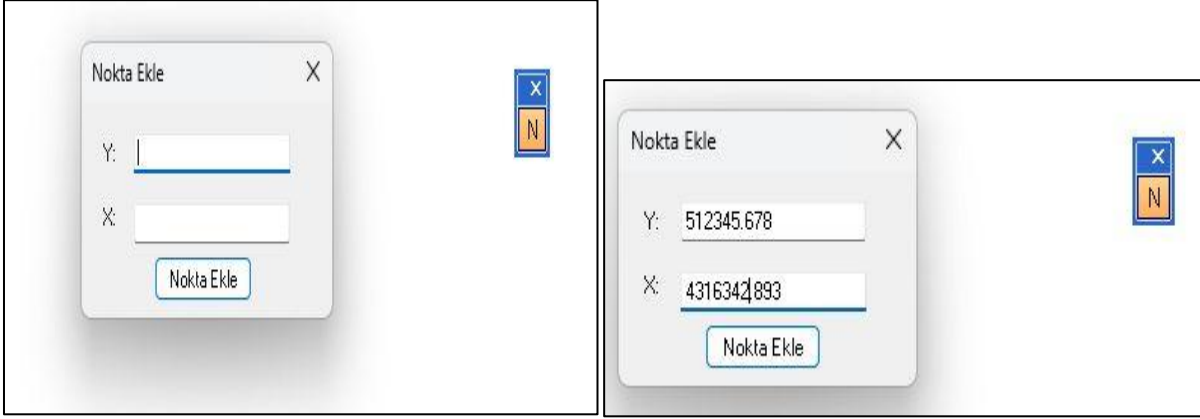 Nokta Ekle X
X
N
Y:
X:
Nokta Ekle
Nokta Ekle X
X
N
Y: 512345.678
X: 4316342.893
Nokta Ekle